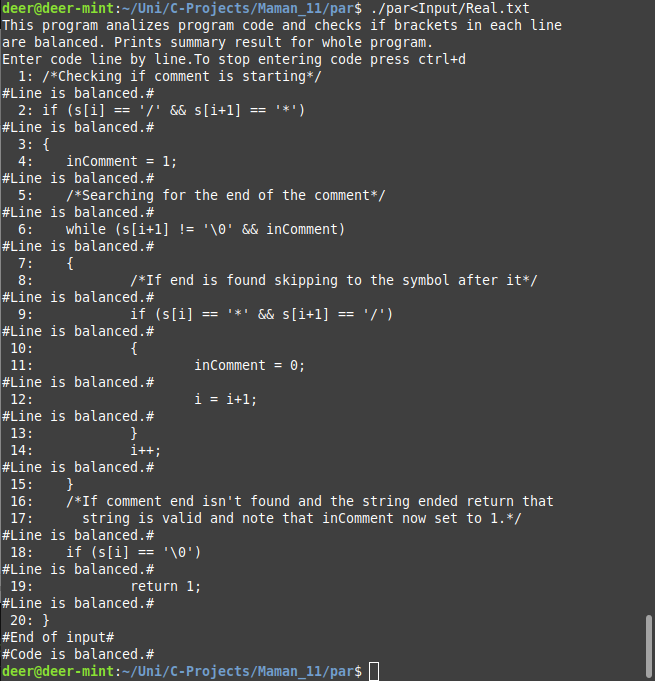 deer@deer-mint:~/Uni/C-Projects/Maman_11/par$ ./par<Input/Real.txt
This program analizes program code and checks if brackets in each line
are balanced. Prints summary result for whole program.
Enter code line by line.To stop entering code press ctrl+d
  1: /*Checking if comment is starting*/
#Line is balanced.#
  2: if (s[i] == '/' && s[i+1] == '*')
#Line is balanced.#
  3: {
  4:    inComment = 1;
#Line is balanced.#
  5:    /*Searching for the end of the comment*/
#Line is balanced.#
  6:    while (s[i+1] != '\0' && inComment)
#Line is balanced.#
  7:    {
  8:            /*If end is found skipping to the symbol after it*/
#Line is balanced.#
  9:            if (s[i] == '*' && s[i+1] == '/')
#Line is balanced.#
 10:            {
 11:                    inComment = 0;
#Line is balanced.#
 12:                    i = i+1;
#Line is balanced.#
 13:            }
 14:            i++;
#Line is balanced.#
 15:    }
 16:    /*If comment end isn't found and the string ended return that
 17:      string is valid and note that inComment now set to 1.*/
#Line is balanced.#
 18:    if (s[i] == '\0')
#Line is balanced.#
 19:            return 1;
#Line is balanced.#
 20: }
#End of input#
#Code is balanced.#
deer@deer-mint:~/Uni/C-Projects/Maman_11/par$